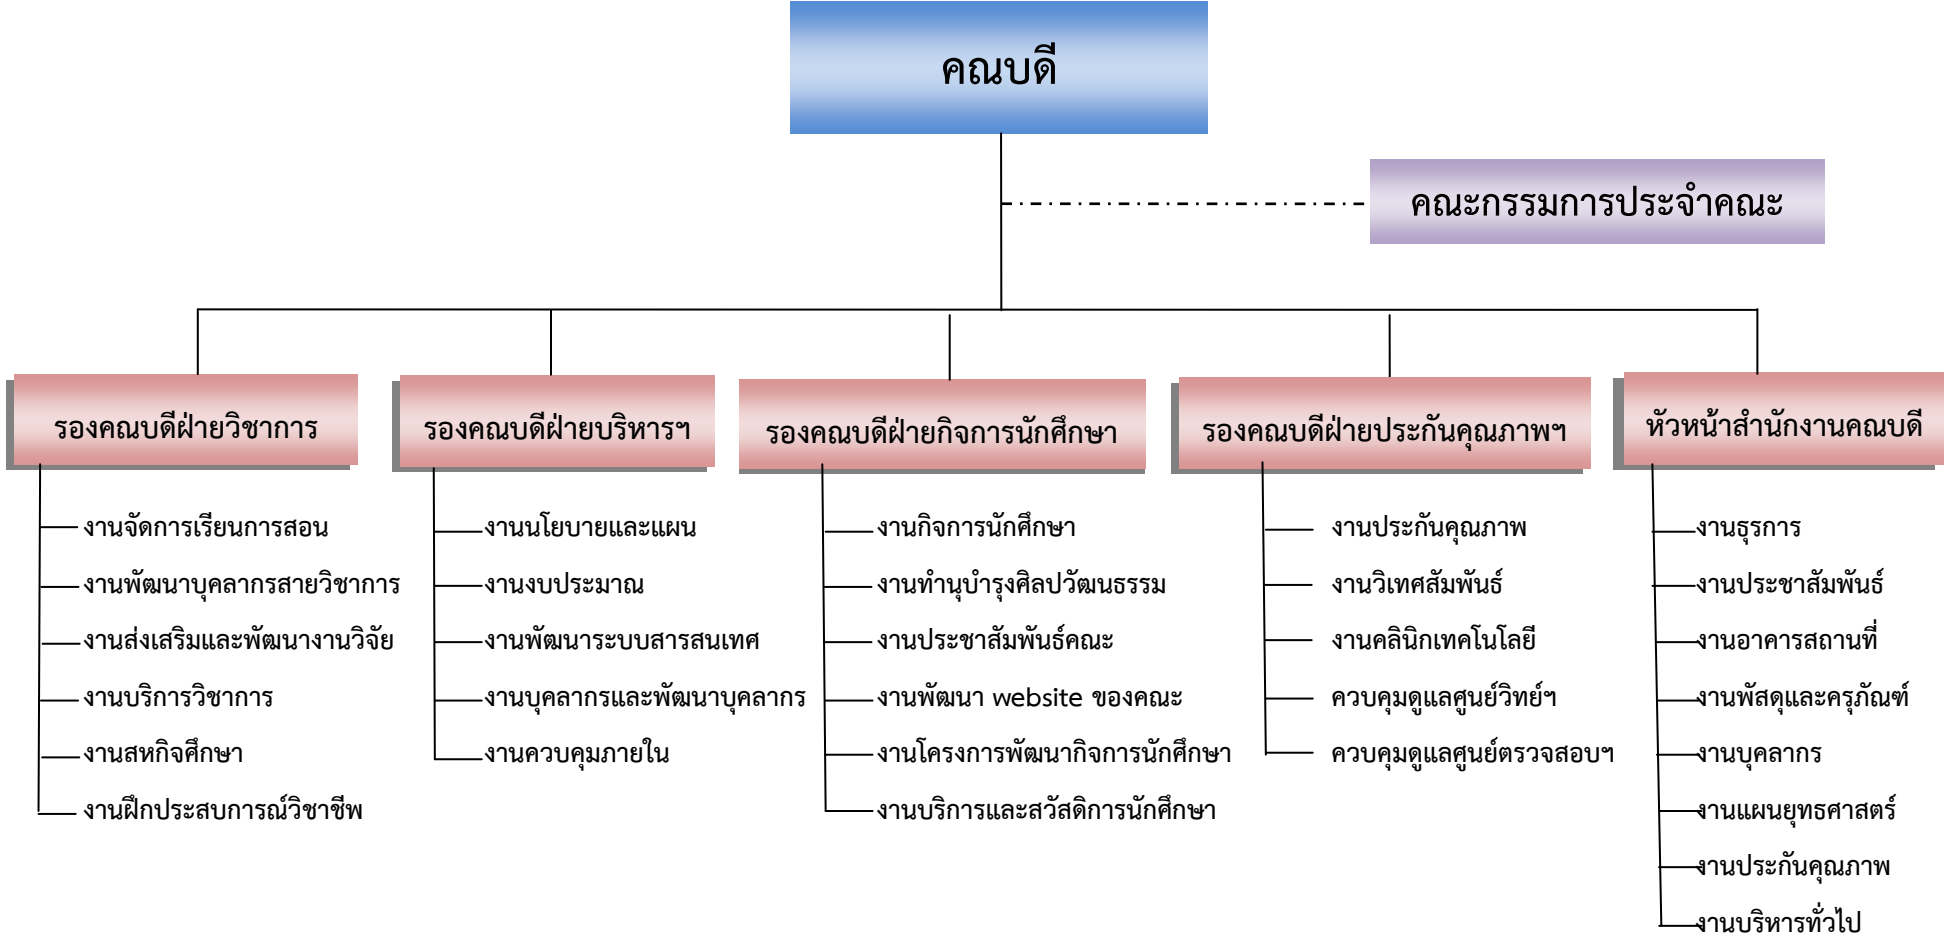 คณบดี
คณะกรรมการประจำคณะ
รองคณบดีฝ่ายวิชาการ
งานจัดการเรียนการสอน
งานพัฒนาบุคลากรสายวิชาการ
งานส่งเสริมและพัฒนางานวิจัย
งานบริการวิชาการ
งานสหกิจศึกษา
งานฝึกประสบการณ์วิชาชีพ
รองคณบดีฝ่ายบริหารฯ
งานนโยบายและแผน
งานงบประมาณ
งานพัฒนาระบบสารสนเทศ
งานบุคลากรและพัฒนาบุคลากร
งานควบคุมภายใน
รองคณบดีฝ่ายกิจการนักศึกษา
งานกิจการนักศึกษา
งานทำนุบำรุงศิลปวัฒนธรรม
งานประชาสัมพันธ์คณะ
งานพัฒนา website ของคณะ
งานโครงการพัฒนากิจการนักศึกษา
งานบริการและสวัสดิการนักศึกษา
รองคณบดีฝ่ายประกันคุณภาพฯ
งานประกันคุณภาพ
งานวิเทศสัมพันธ์
งานคลินิกเทคโนโลยี
ควบคุมดูแลศูนย์วิทย์ฯ
ควบคุมดูแลศูนย์ตรวจสอบฯ
หัวหน้าสำนักงานคณบดี
งานธุรการ
งานประชาสัมพันธ์
งานอาคารสถานที่
งานพัสดุและครุภัณฑ์
งานบุคลากร
งานแผนยุทธศาสตร์
งานประกันคุณภาพ
งานบริหารทั่วไป